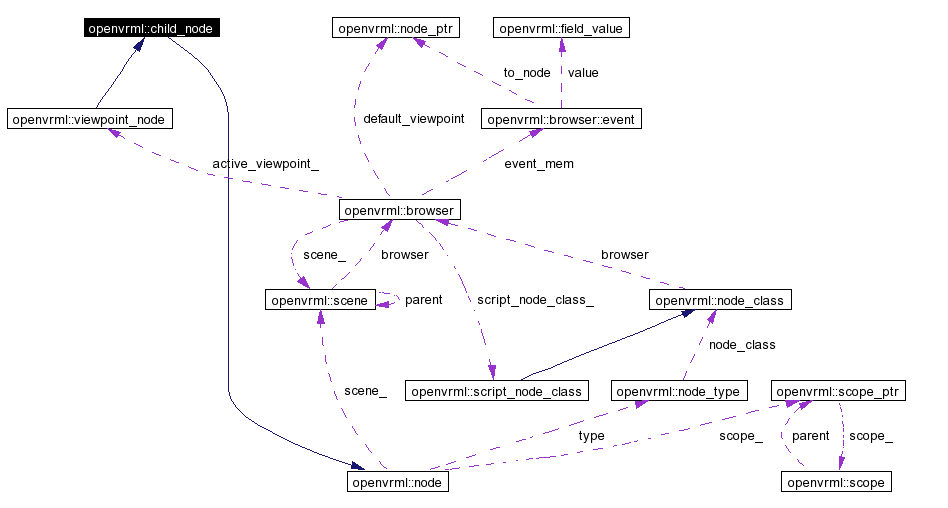 openvrml::child_node
openvrml::node_ptr
openvrml::field_value
to_node
value
openvrml::viewpoint_node
default_viewpoint
openvrml::browser::event
active_viewpoint_
event_mem
openvrml::browser
scene_
browser
browser
openvrml::scene
parent
script_node_class_
openvrml::node_class
node_class
scene_
openvrml::script_node_class
openvrml::node_type
openvrml::scope_ptr
type
scope_
parent
scope_
openvrml::node
openvrml::scope